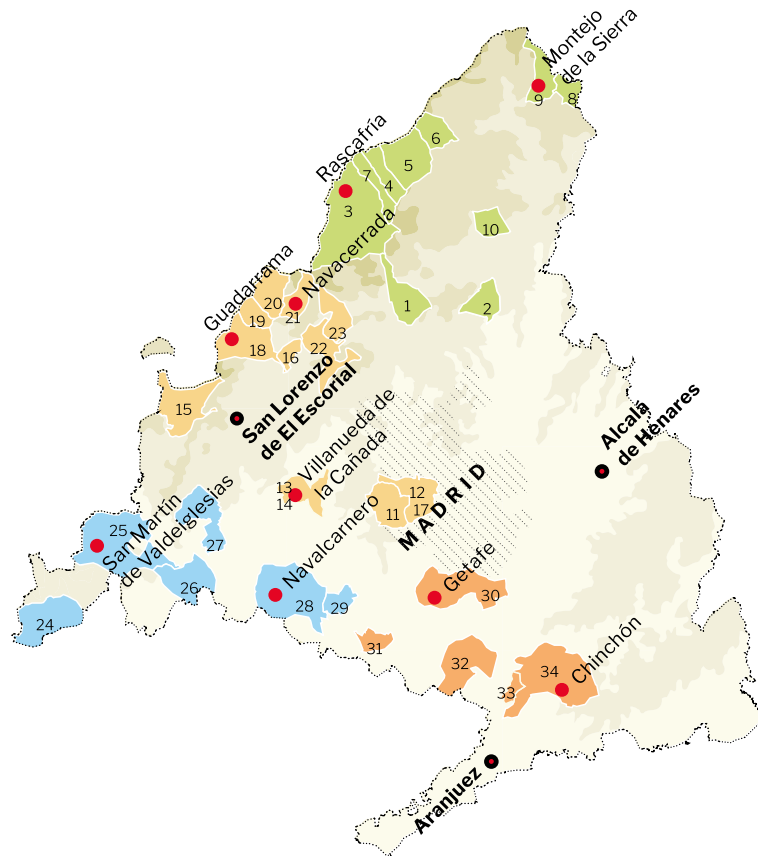 Montejo
de la Sierra
9
8
6
Rascafría
7
5
4
3
10
Navacerrada
Guadarrama
20
21
19
1
2
23
18
16
22
15
San Lorenzo
de El Escorial
Alcalá
de Henares
Villanueda de
la Cañada
13
14
12
11
17
MADRID
San Martín
de Valdeiglesias
25
27
26
24
Navalcarnero
28
29
Getafe
30
31
32
34
33
Chinchón
Aranjuez